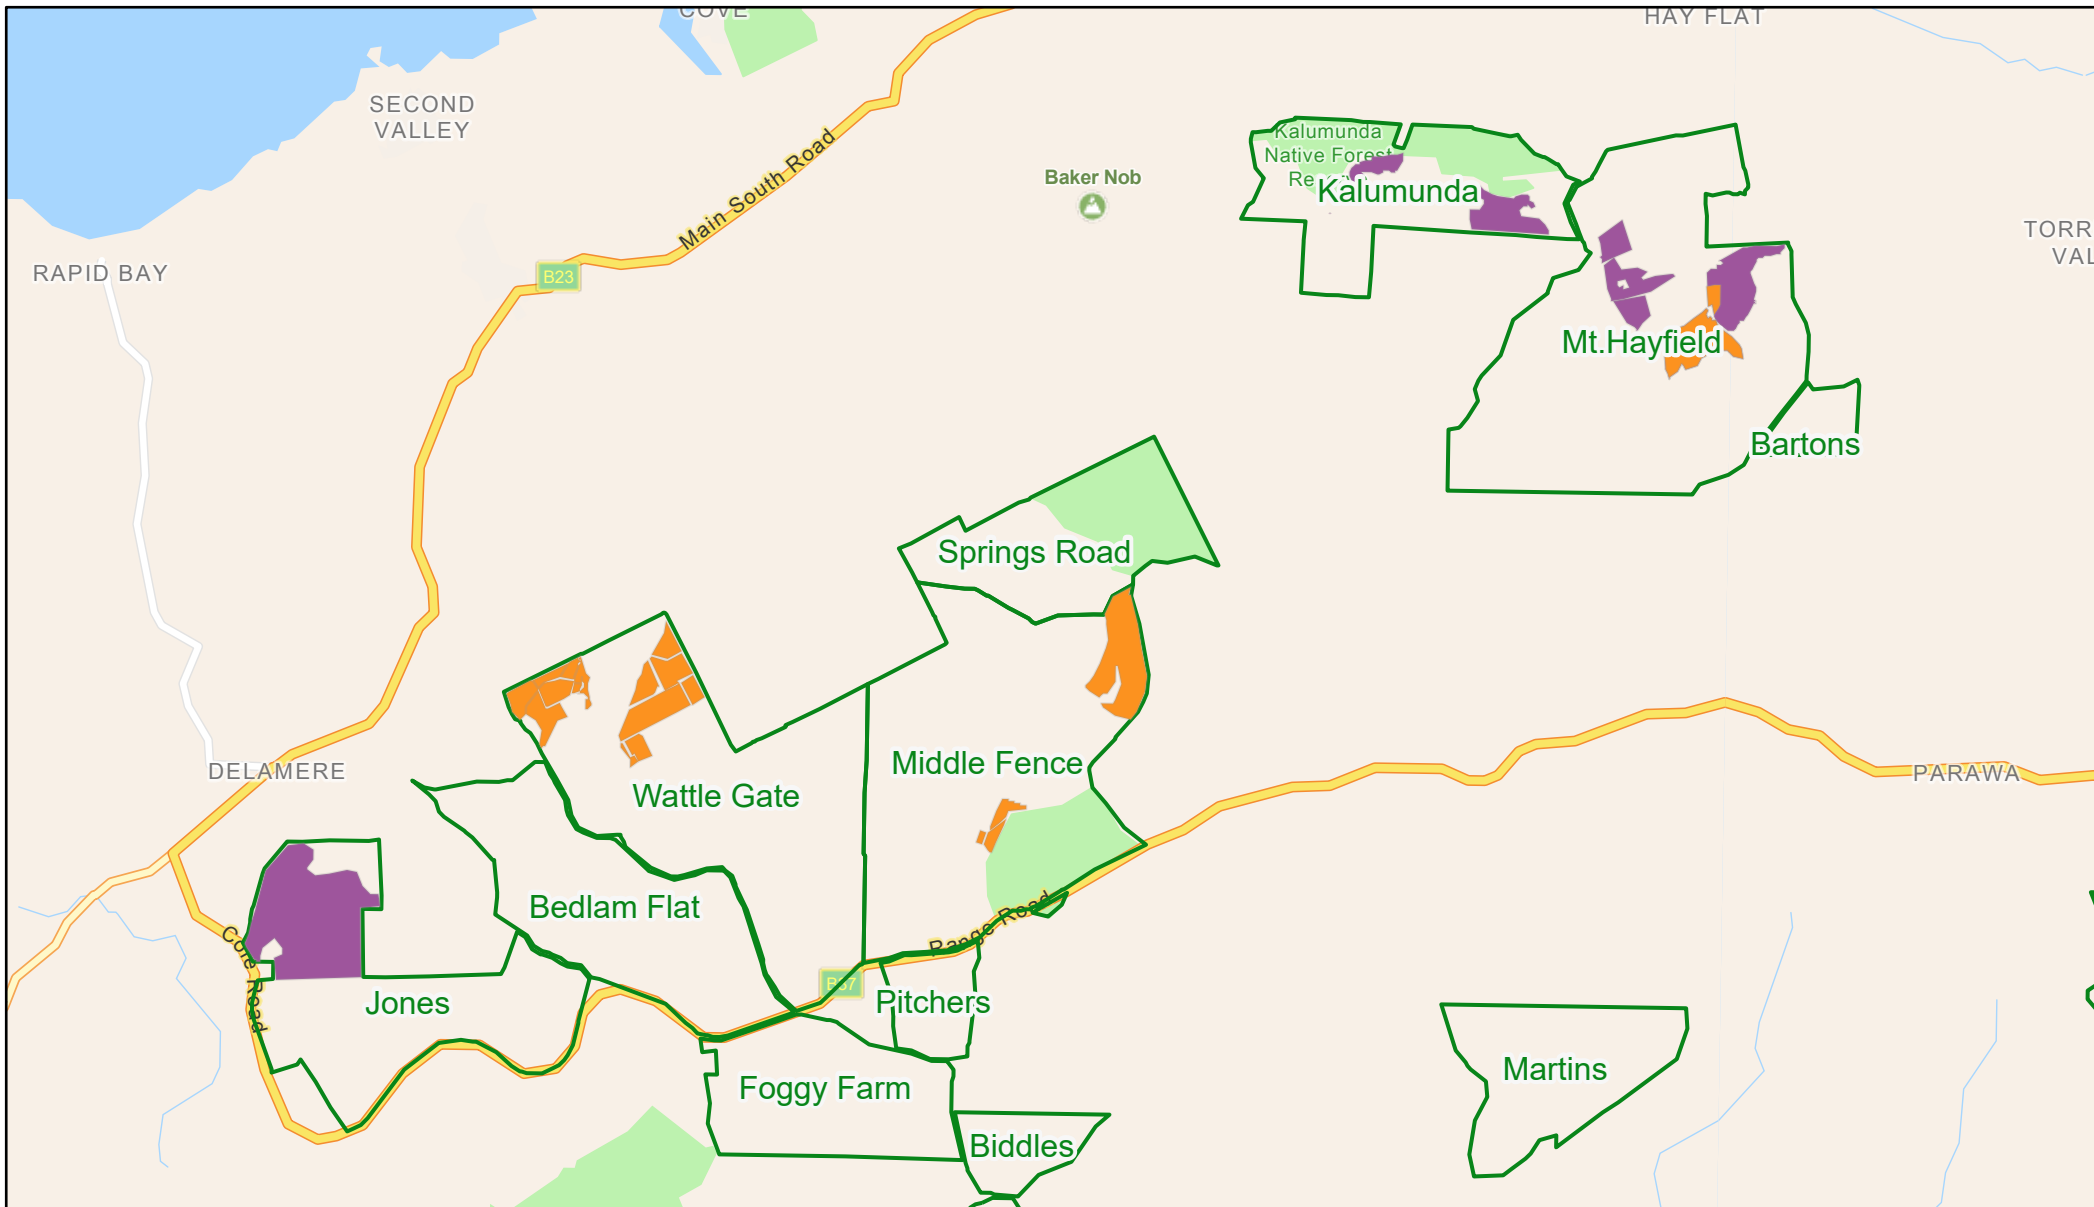 COVE
HAY FLAT
SECOND
VALLEY
Main South Road
Kalumunda
Native Forest
Kalumunda
Baker Nob
TORR
VAL
RAPID BAY
B23
Mt.Hayfield
Bartons
Springs Road
DELAMERE
Middle Fence
PARAWA
Wattle Gate
Bedlam Flat
Range Road
Cole Road
Jones
Pitchers
Martins
Foggy Farm
Biddles